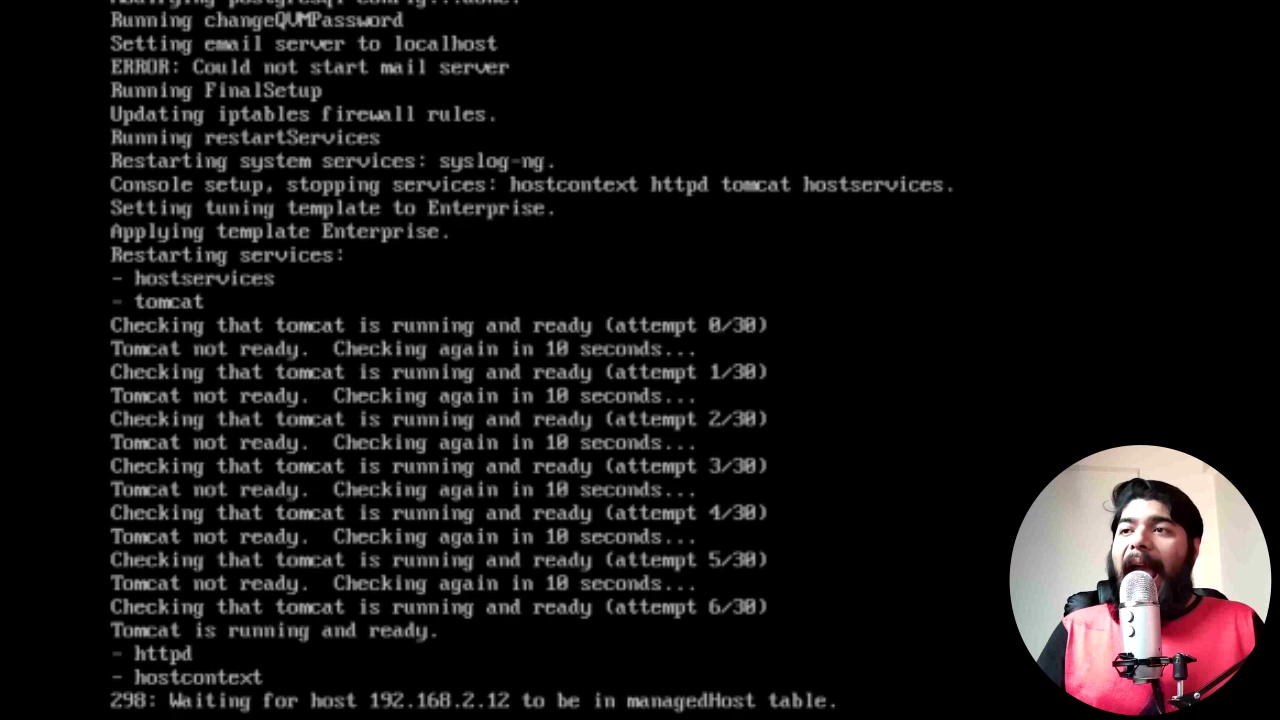 Modifying postgresql config...done.
Running changeQVMPassword
Setting email server to localhost
ERROR: Could not start mail server
Running FinalSetup
Updating iptables firewall rules.
Running restartServices
Restarting system services: syslog-ng.
Console setup, stopping services: hostcontext httpd tomcat hostservices.
Setting tuning template to Enterprise.
Applying template Enterprise.
Restarting services:
- hostservices
- tomcat
Checking that tomcat is running and ready (attempt 0/30)
Tomcat not ready.  Checking again in 10 seconds...
Checking that tomcat is running and ready (attempt 1/30)
Tomcat not ready.  Checking again in 10 seconds...
Checking that tomcat is running and ready (attempt 2/30)
Tomcat not ready.  Checking again in 10 seconds...
Checking that tomcat is running and ready (attempt 3/30)
Tomcat not ready.  Checking again in 10 seconds...
Checking that tomcat is running and ready (attempt 4/30)
Tomcat not ready.  Checking again in 10 seconds...
Checking that tomcat is running and ready (attempt 5/30)
Tomcat not ready.  Checking again in 10 seconds...
Checking that tomcat is running and ready (attempt 6/30)
Tomcat is running and ready.
- httpd
- hostcontext
298: Waiting for host 192.168.2.12 to be in managedHost table.